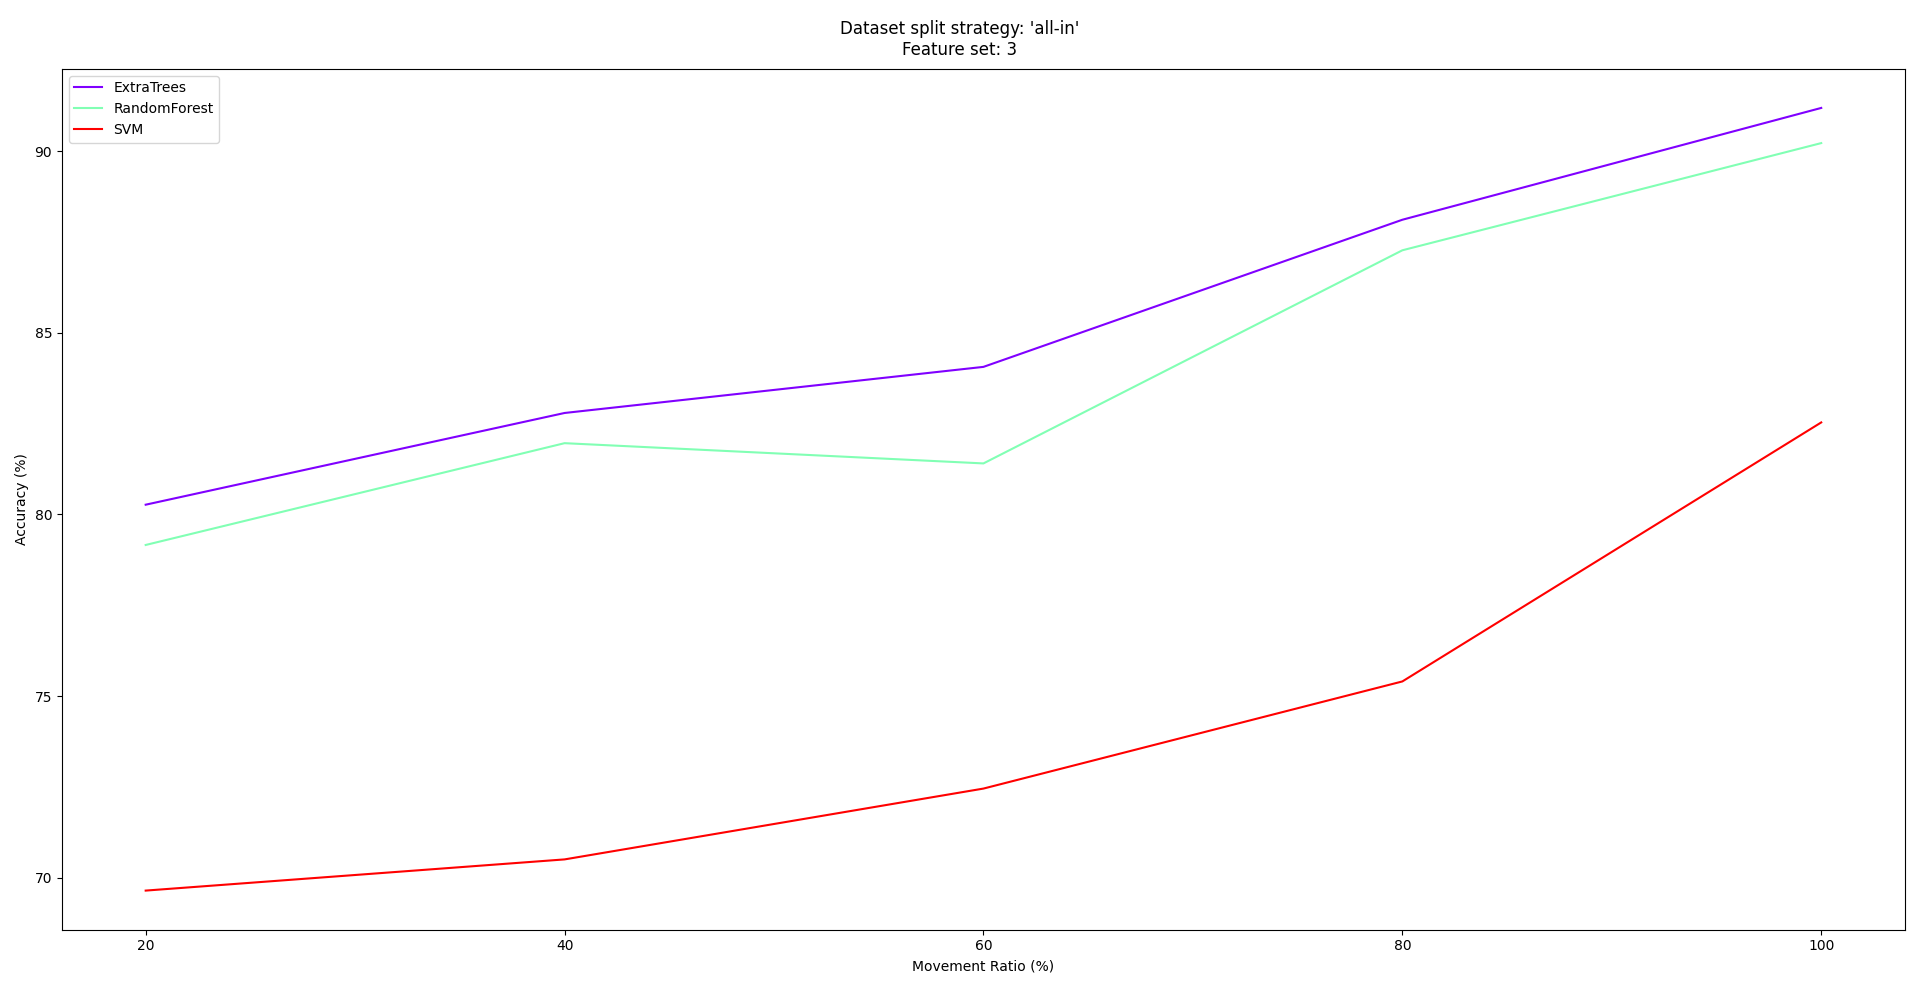 Dataset split strategy: 'all-in'
Feature set: 3
ExtraTrees
RandomForest
SVM
90
85
80
75
70
Accuracy (%)
20 40 60 80 100
Movement Ratio (%)